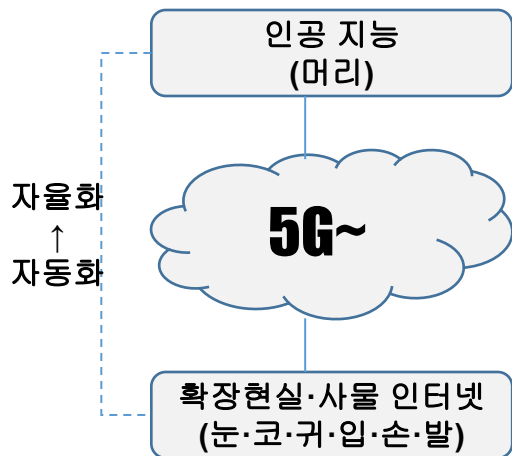 인공 지능
(머리)
자율화
↑
자동화
5G~
확장현실·사물 인터넷
(눈·코·귀·입·손·발)